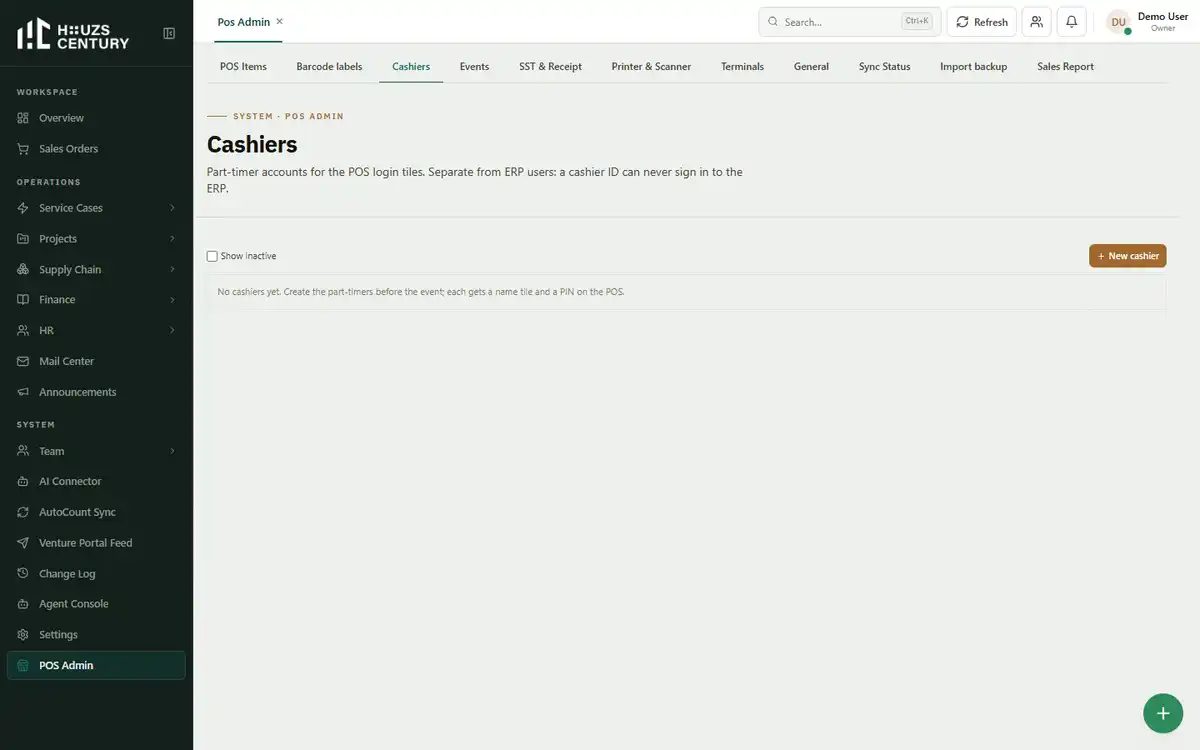 HOUZS
CENTURY
Pos Admin ×
Search...
Ctrl+K
Refresh
DU
Demo User
Owner
WORKSPACE
Overview
Sales Orders
OPERATIONS
Service Cases
Projects
Supply Chain
Finance
HR
Mail Center
Announcements
SYSTEM
Team
AI Connector
AutoCount Sync
Venture Portal Feed
Change Log
Agent Console
Settings
POS Admin
POS Items
Barcode labels
Cashiers
Events
SST & Receipt
Printer & Scanner
Terminals
General
Sync Status
Import backup
Sales Report
SYSTEM · POS ADMIN
Cashiers
Part-timer accounts for the POS login tiles. Separate from ERP users: a cashier ID can never sign in to the
ERP.
Show inactive
+ New cashier
No cashiers yet. Create the part-timers before the event; each gets a name tile and a PIN on the POS.
+